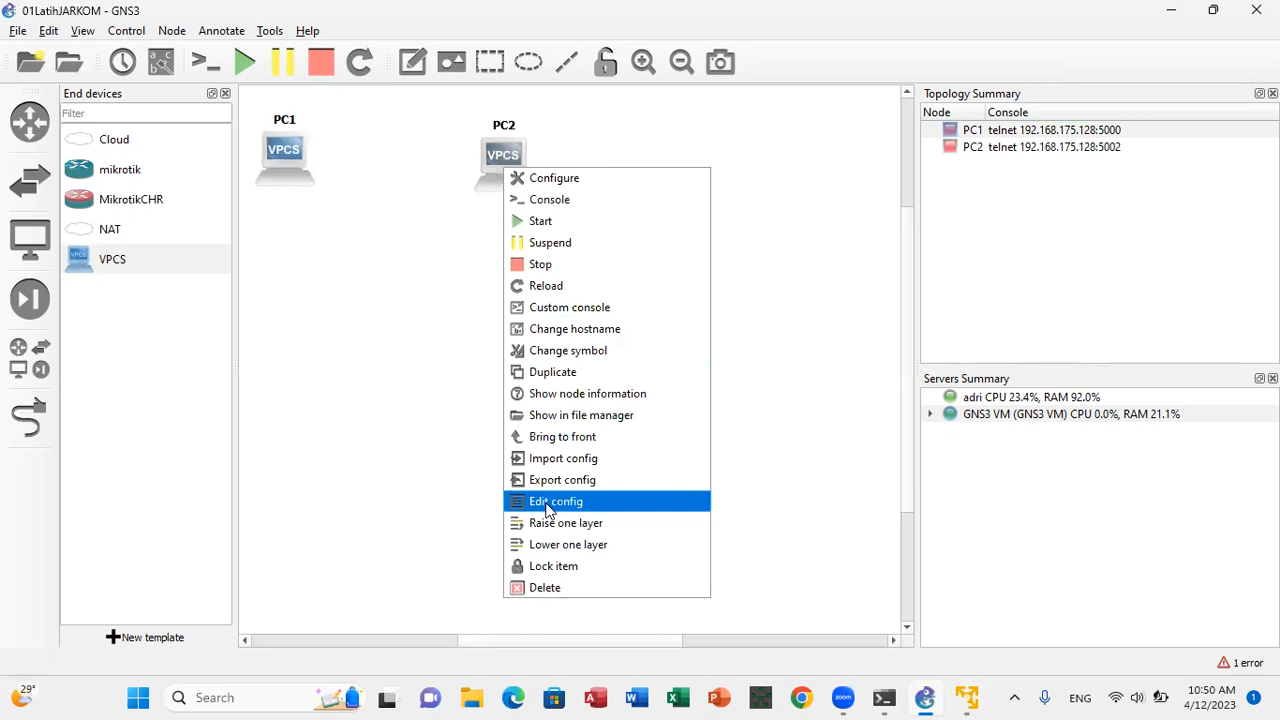 01LatihJARKOM - GNS3
File Edit View Control Node Annotate Tools Help
End devices
Filter
Cloud
mikrotik
MikrotikCHR
NAT
VPCS
New template
PC1
VPCS
PC2
VPCS
Configure
Console
Start
Suspend
Stop
Reload
Custom console
Change hostname
Change symbol
Duplicate
Show node information
Show in file manager
Bring to front
Import config
Export config
Edit config
Raise one layer
Lower one layer
Lock item
Delete
Topology Summary
Node Console
PC1 telnet 192.168.175.128:5000
PC2 telnet 192.168.175.128:5002
Servers Summary
adri CPU 23.4%, RAM 92.0%
GNS3 VM (GNS3 VM) CPU 0.0%, RAM 21.1%
1 error
29°
Search
ENG
10:50 AM
4/12/2023
1